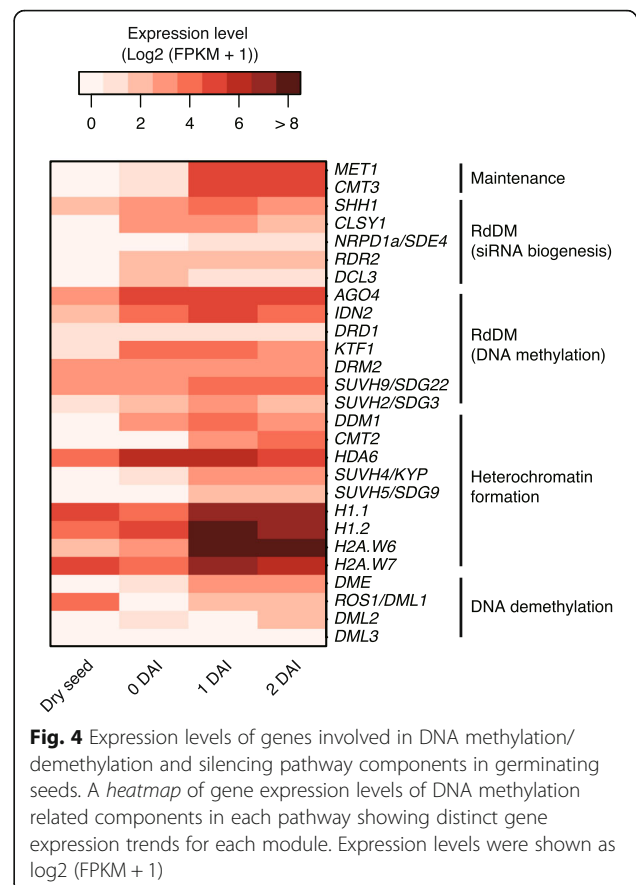 Expression level
(Log2 (FPKM + 1))
0 2 4 6 > 8
MET1
CMT3
Maintenance
SHH1
CLSY1
NRPD1a/SDE4
RDR2
DCL3
RdDM
(siRNA biogenesis)
AGO4
IDN2
DRD1
KTF1
DRM2
SUVH9/SDG22
SUVH2/SDG3
RdDM
(DNA methylation)
DDM1
CMT2
HDA6
SUVH4/KYP
SUVH5/SDG9
H1.1
H1.2
H2A.W6
H2A.W7
Heterochromatin
formation
DME
ROS1/DML1
DML2
DML3
DNA demethylation
Dry seed
0 DAI
1 DAI
2 DAI
Fig. 4 Expression levels of genes involved in DNA methylation/
demethylation and silencing pathway components in germinating
seeds. A heatmap of gene expression levels of DNA methylation
related components in each pathway showing distinct gene
expression trends for each module. Expression levels were shown as
log2 (FPKM + 1)